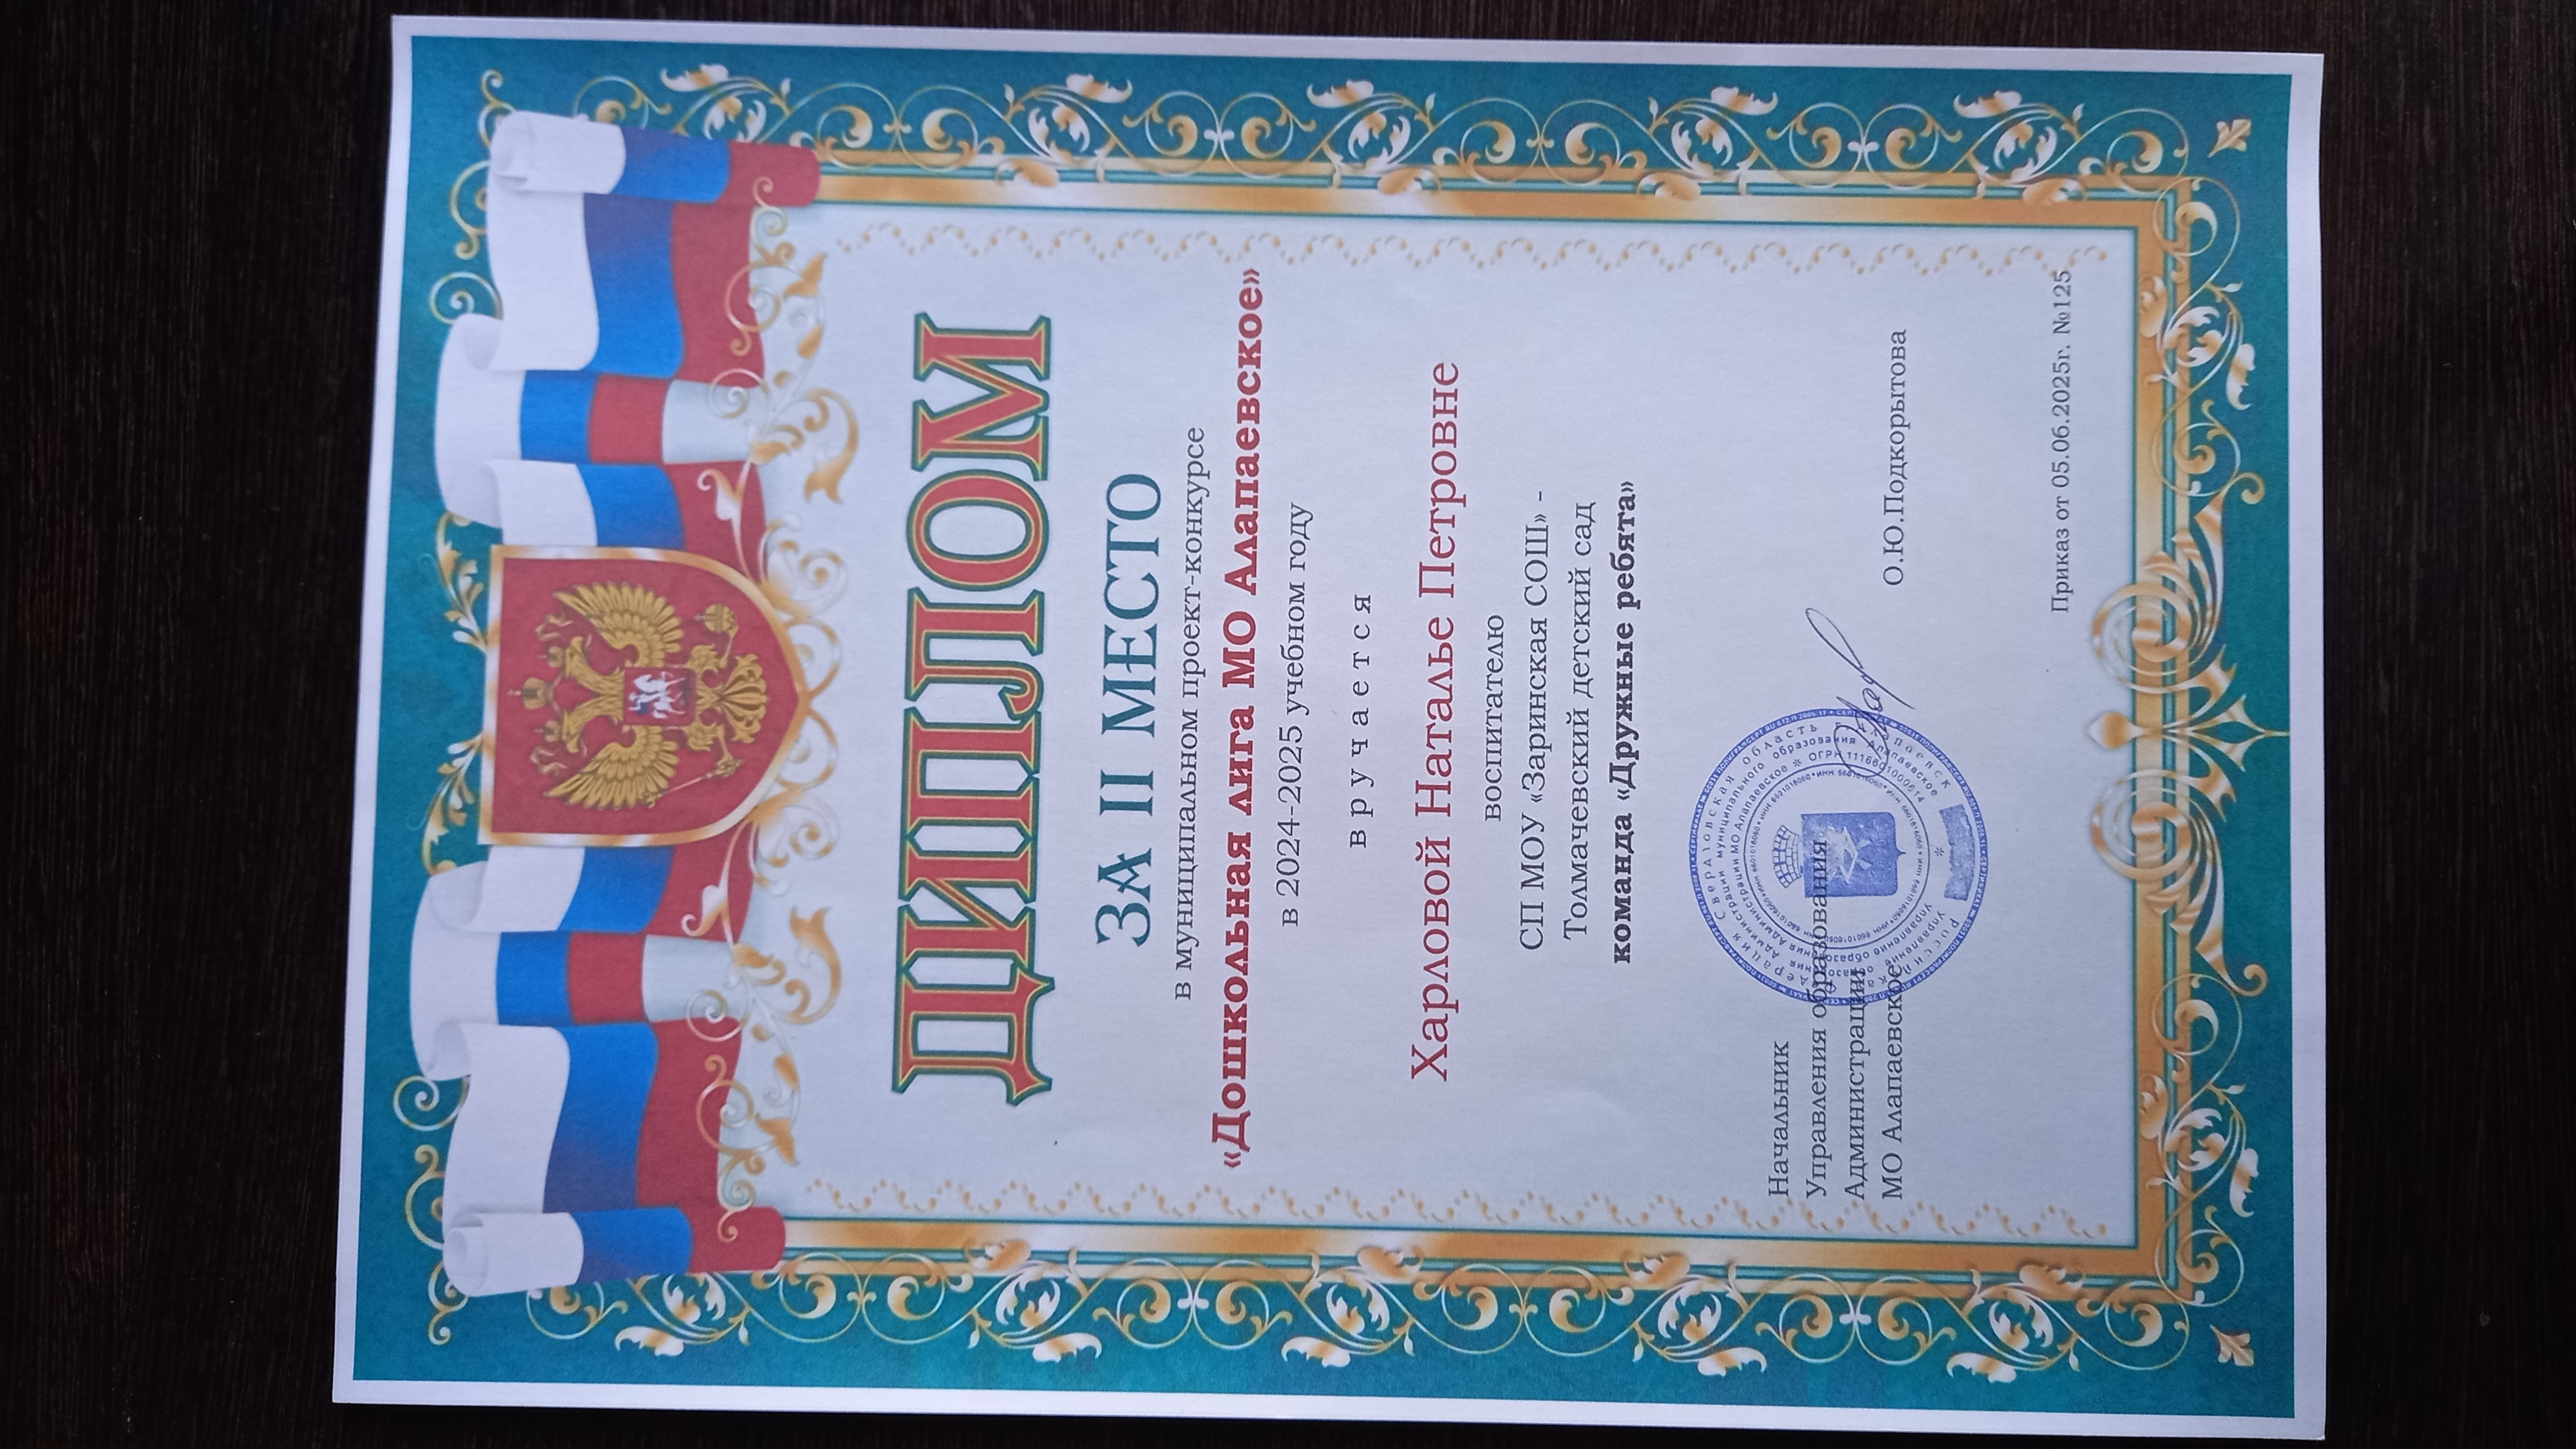 ДИПЛОМ
ЗА II МЕСТО
в муниципальном проект-конкурсе
«Дошкольная лига МО Алапаевское»
в 2024-2025 учебном году
вручается
Харловой Наталье Петровне
воспитателю
СП МОУ «Заринская СОШ» -
Толмачевский детский сад
команда «Дружные ребята»
Начальник
Управления образования
Администрации
МО Алапаевское
О.Ю.Подкорытова
Приказ от 05.06.2025г. №125